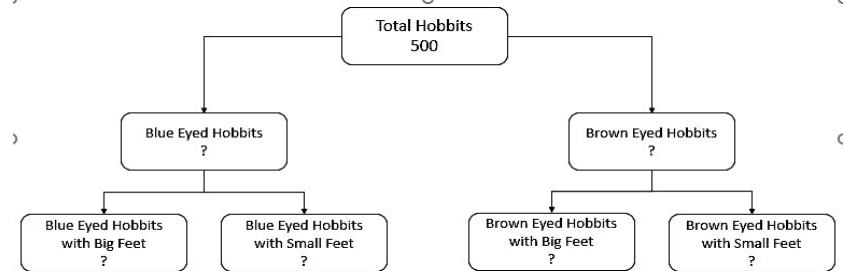 Total Hobbits
500
Blue Eyed Hobbits
?
Brown Eyed Hobbits
?
Blue Eyed Hobbits
with Big Feet
?
Blue Eyed Hobbits
with Small Feet
?
Brown Eyed Hobbits
with Big Feet
?
Brown Eyed Hobbits
with Small Feet
?